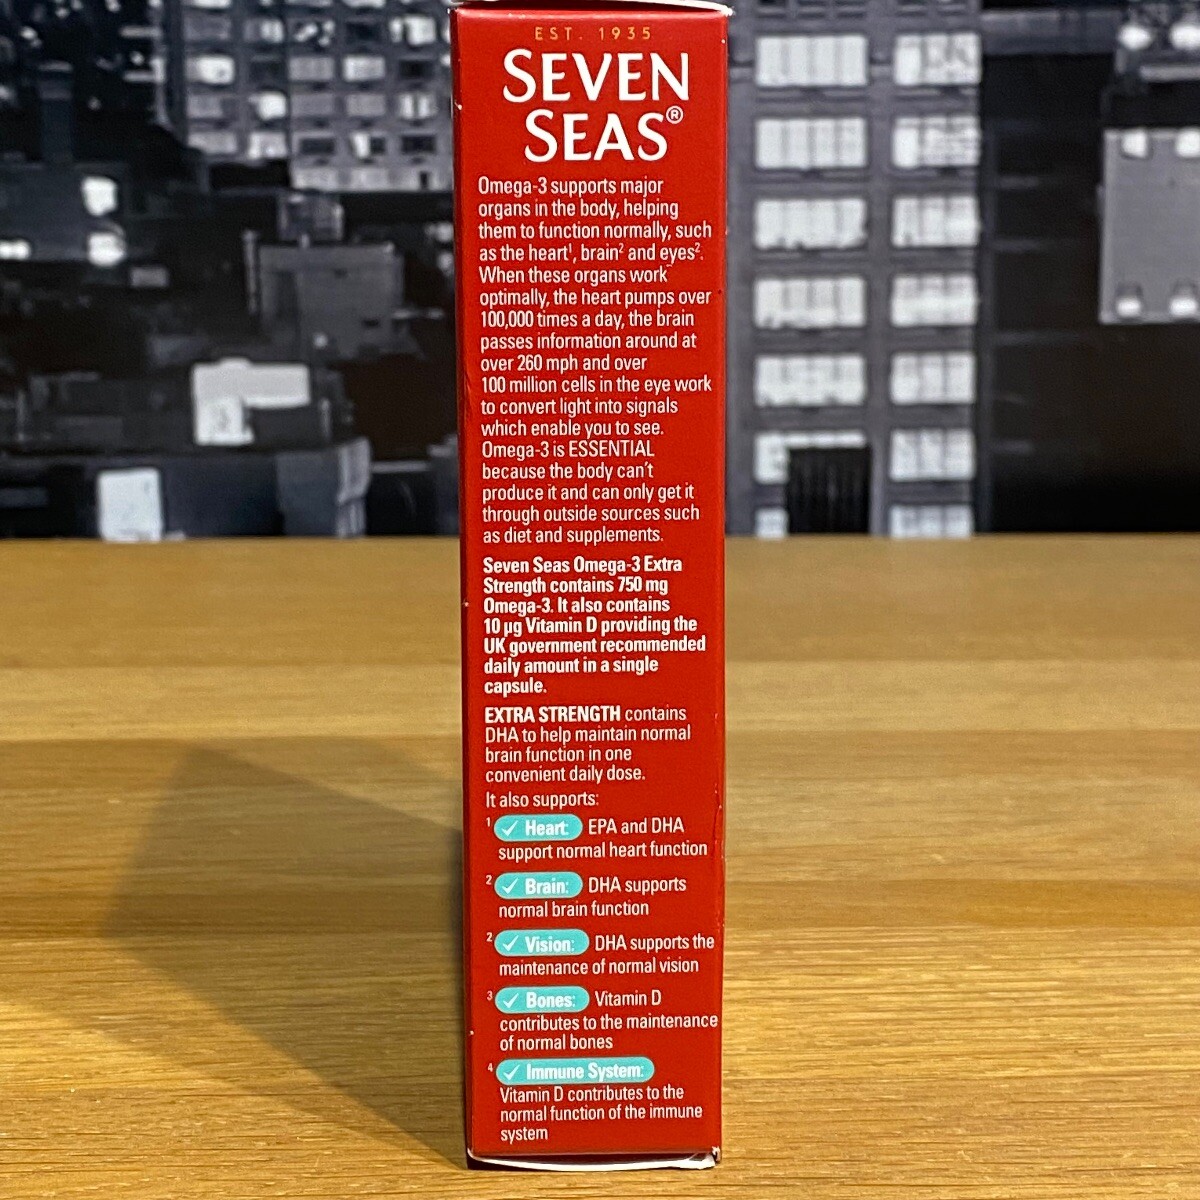 EST. 1935
SEVEN
SEAS®
Omega-3 supports major
organs in the body, helping
them to function normally, such
as the heart¹, brain² and eyes².
When these organs work
optimally, the heart pumps over
100,000 times a day, the brain
passes information around at
over 260 mph and over
100 million cells in the eye work
to convert light into signals
which enable you to see.
Omega-3 is ESSENTIAL
because the body can't
produce it and can only get it
through outside sources such
as diet and supplements.
Seven Seas Omega-3 Extra
Strength contains 750 mg
Omega-3. It also contains
10 µg Vitamin D providing the
UK government recommended
daily amount in a single
capsule.
EXTRA STRENGTH contains
DHA to help maintain normal
brain function in one
convenient daily dose.
It also supports:
¹ ✓ Heart: EPA and DHA
support normal heart function
² ✓ Brain: DHA supports
normal brain function
² ✓ Vision: DHA supports the
maintenance of normal vision
³ ✓ Bones: Vitamin D
contributes to the maintenance
of normal bones
⁴ ✓ Immune System:
Vitamin D contributes to the
normal function of the immune
system